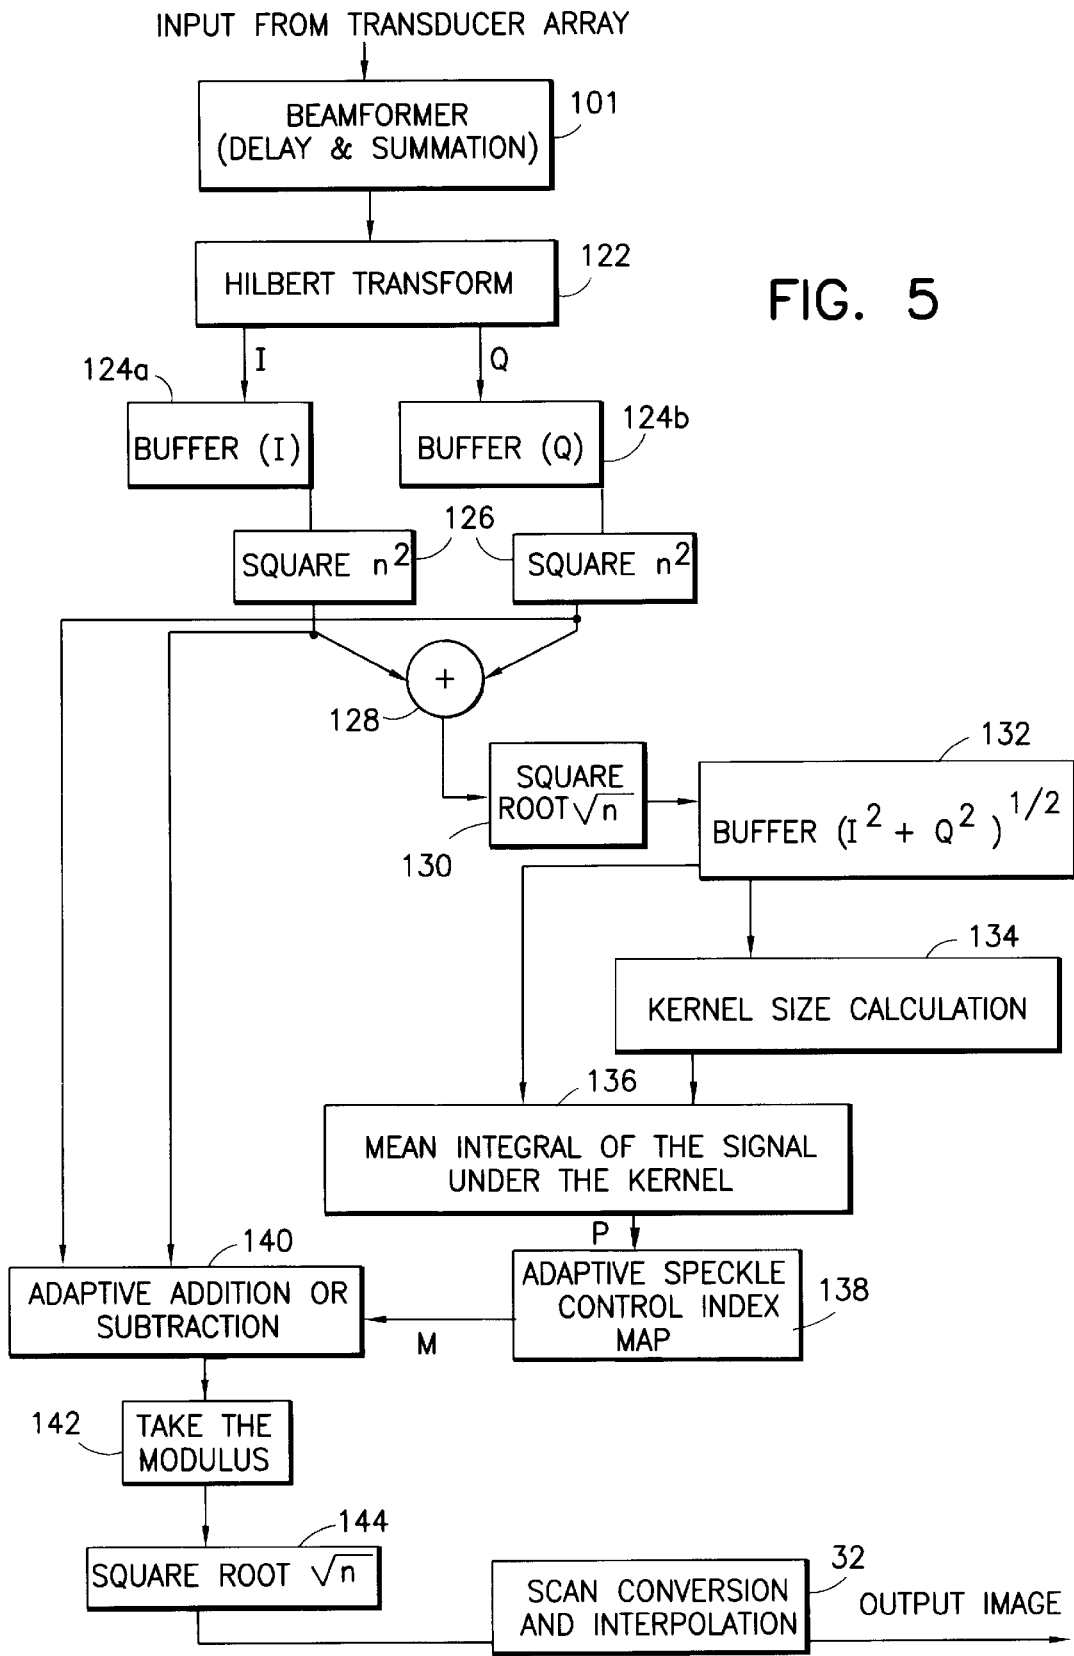 INPUT FROM TRANSDUCER ARRAY
BEAMFORMER
(DELAY & SUMMATION)
101
HILBERT TRANSFORM
122
FIG. 5
I
Q
124a
BUFFER (I)
BUFFER (Q)
124b
SQUARE n²
126
SQUARE n²
+
128
SQUARE
ROOT √n
130
132
BUFFER (I² + Q²)^1/2
134
KERNEL SIZE CALCULATION
136
MEAN INTEGRAL OF THE SIGNAL
UNDER THE KERNEL
P
140
ADAPTIVE ADDITION OR
SUBTRACTION
M
ADAPTIVE SPECKLE
CONTROL INDEX
MAP
138
142
TAKE THE
MODULUS
144
SQUARE ROOT √n
32
SCAN CONVERSION
AND INTERPOLATION
OUTPUT IMAGE